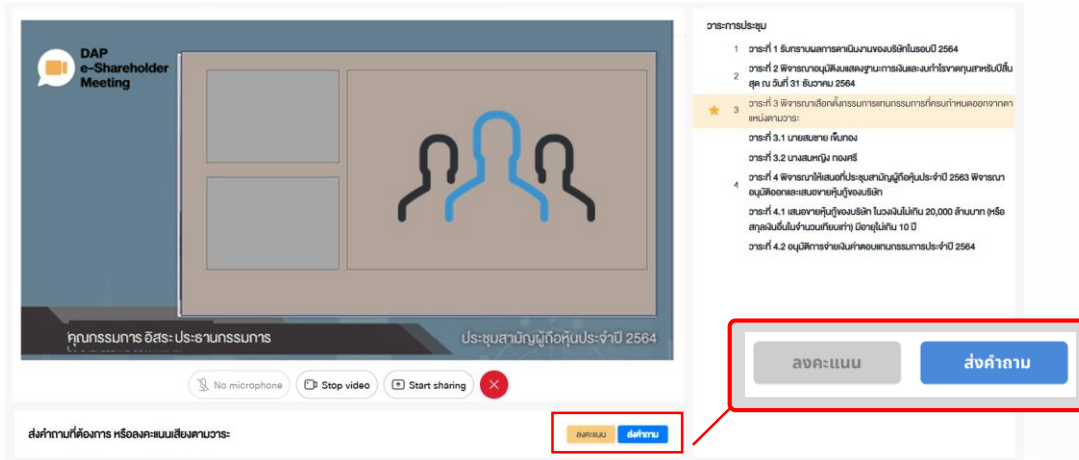 DAP
e-Shareholder
Meeting
คุณกรรมการ อิสระ ประธานกรรมการ
ประชุมสามัญผู้ถือหุ้นประจำปี 2564
No microphone
Stop video
Start sharing
ส่งคำถามที่ต้องการ หรือลงคะแนนเสียงตามวาระ
ลงคะแนน
ส่งคำถาม
วาระการประชุม
1 วาระที่ 1 รับทราบผลการดาเนินงานของบริษัทในรอบปี 2564
วาระที่ 2 พิจารณาอนุมัติงบแสดงฐานะการเงินและงบกำไรขาดทุนสาหรับปีสิ้น
2
สุด ณ วันที่ 31 ธันวาคม 2564
3 วาระที่ 3 พิจารณาเลือกตั้งกรรมการแทนกรรมการที่ครบกำหนดออกจากตา
แหน่งตามวาระ
วาระที่ 3.1 นายสมชาย
วาระที่ 3.2 นางสมหญิง ทองศรี
วาระที่ 4 พิจารณาให้เสนอที่ประชุมสามัญผู้ถือหุ้นประจำปี 2563 พิจารณา
4
อนุมัติออกและเสนอขายหุ้นกู้ของบริษัท
วาระที่ 4.1 เสนอขายหุ้นกู้ของบริษัท ในวงเงินไม่เกิน 20,000 ล้านบาท (หรือ
สกุลเงินอื่นในจำนวนเทียบเท่า) มีอายุไม่เกิน 10 ปี
วาระที่ 4.2 อนุมัติการจ่ายเงินค่าตอบแทนกรรมการประจำปี 2564
ลงคะแนน
ส่งคำถาม